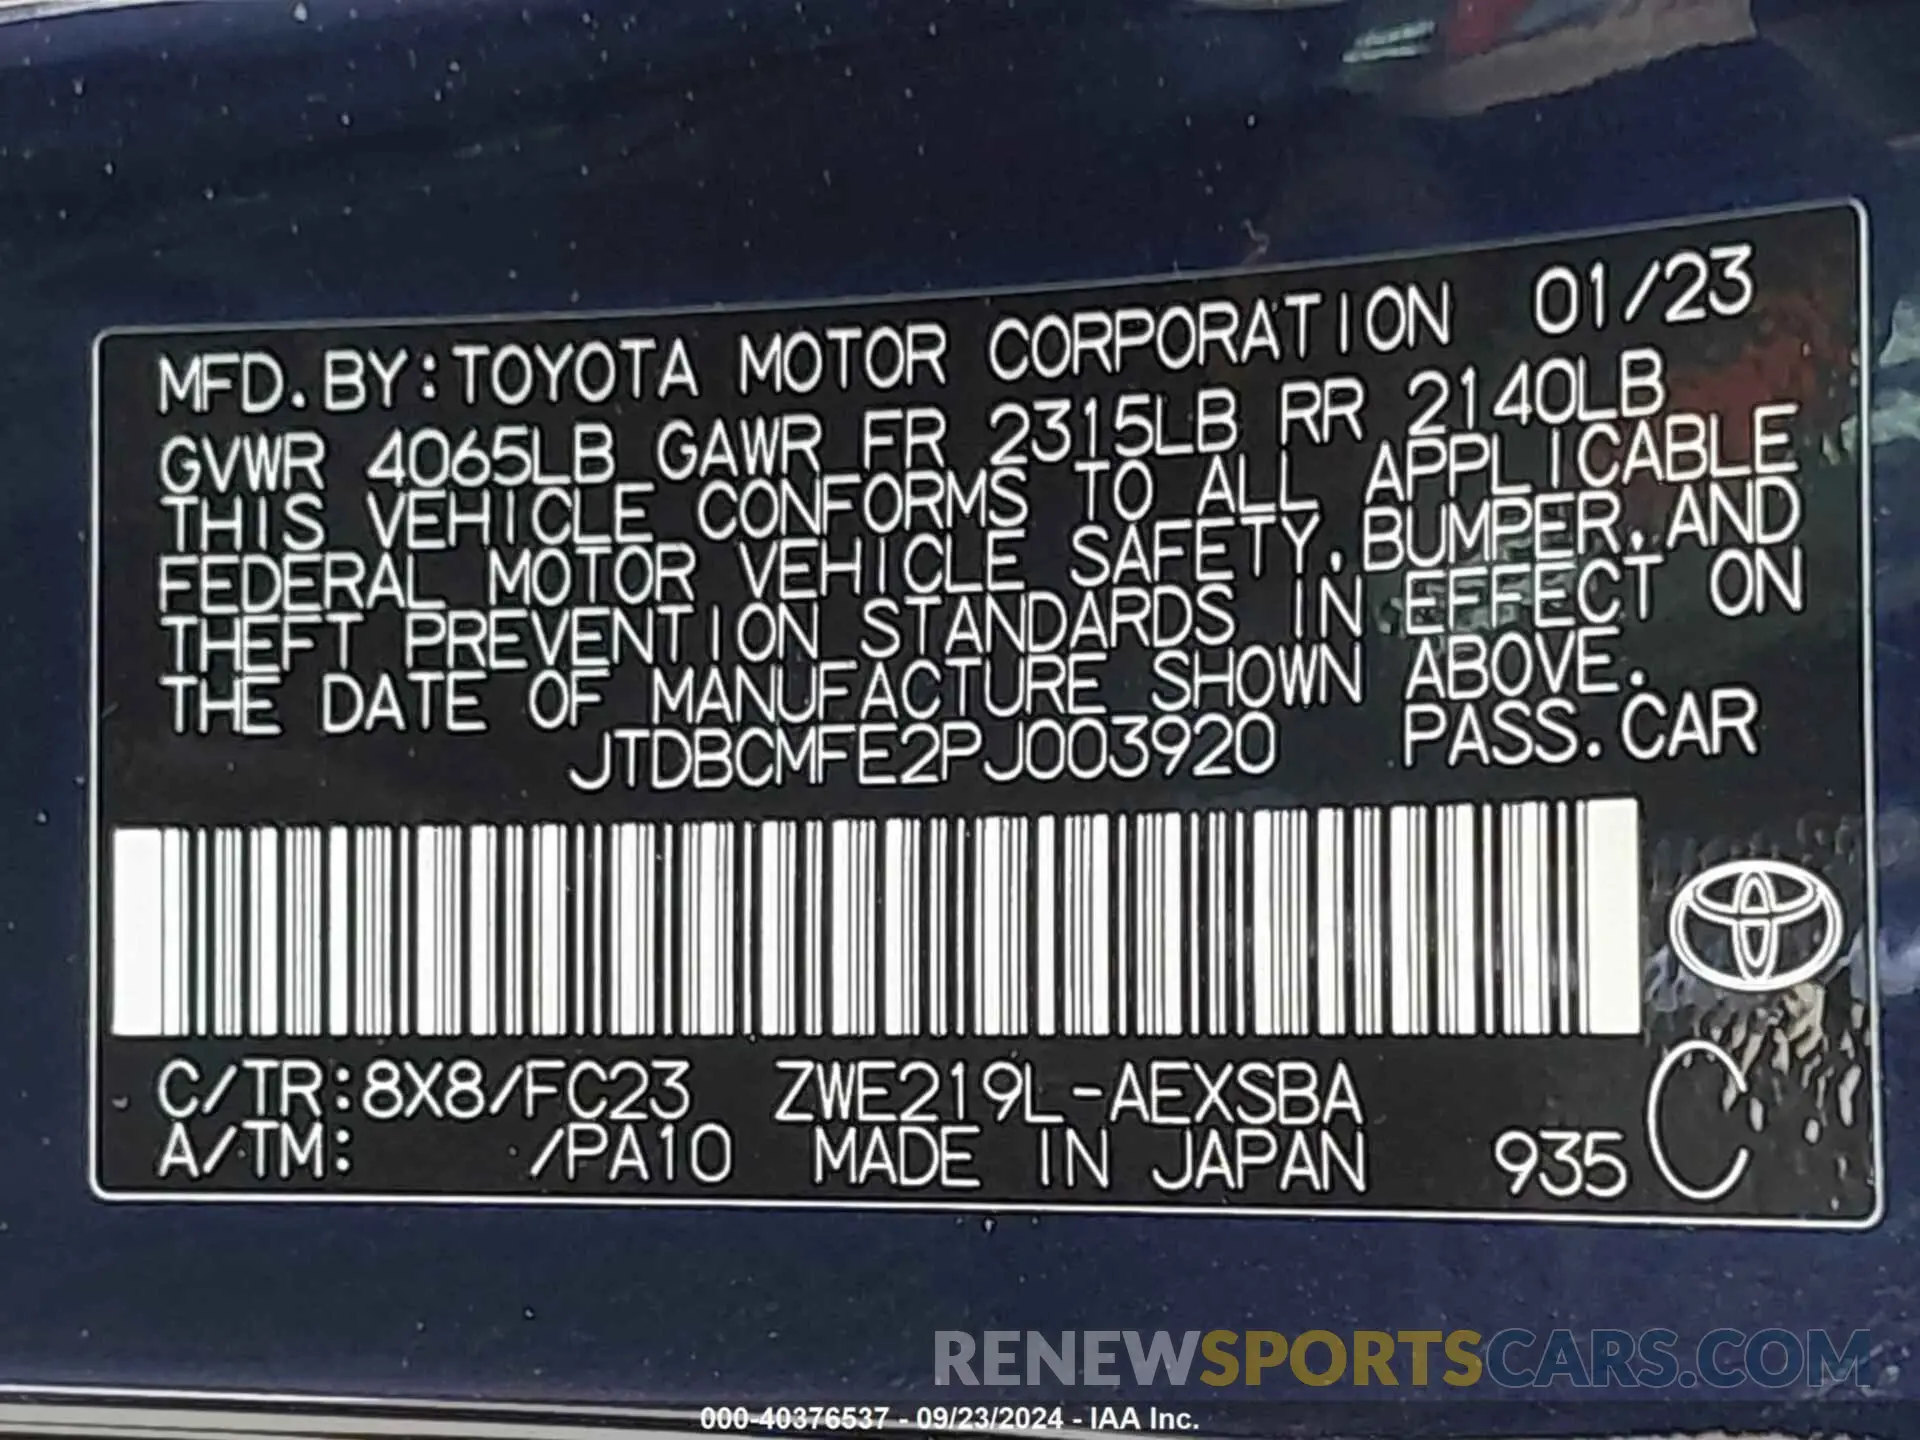 MFD. BY: TOYOTA MOTOR CORPORATION 01/23
GVWR 4065LB GAWR FR 2315LB RR 2140LB
THIS VEHICLE CONFORMS TO ALL APPLICABLE
FEDERAL MOTOR VEHICLE SAFETY, BUMPER, AND
THEFT PREVENTION STANDARDS IN EFFECT ON
THE DATE OF MANUFACTURE SHOWN ABOVE.
JTDBCMFE2PJ003920 PASS. CAR
C/TR: 8X8/FC23 ZWE219L-AEXSBA
A/TM: /PA10 MADE IN JAPAN 935 C
RENEWSPORTSCARS.COM
000-40376537 - 09/23/2024 - IAA Inc.